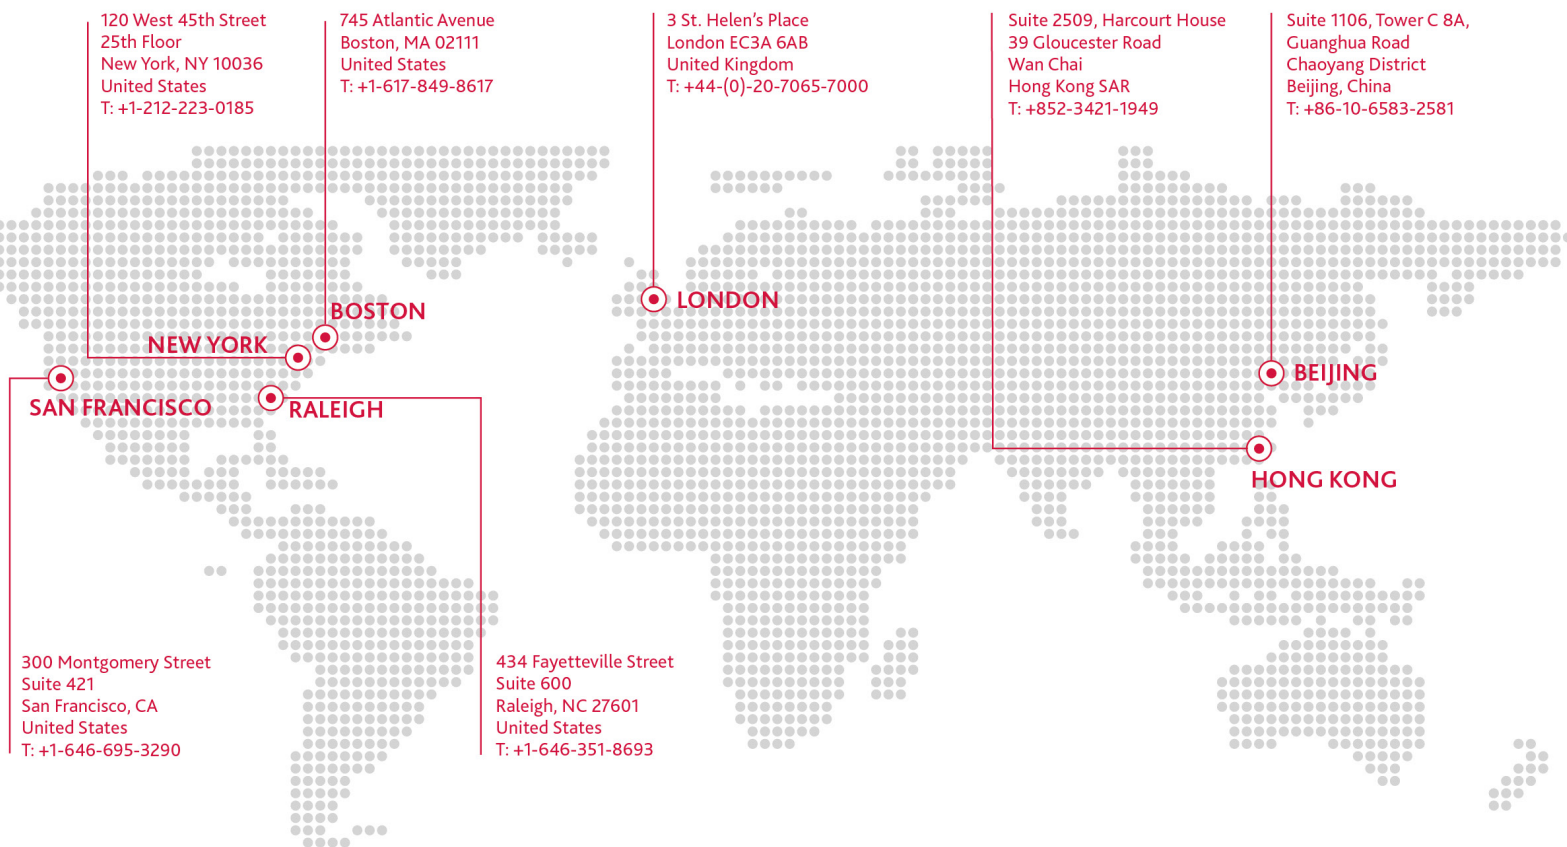 120 West 45th Street
25th Floor
New York, NY 10036
United States
T: +1-212-223-0185
745 Atlantic Avenue
Boston, MA 02111
United States
T: +1-617-849-8617
3 St. Helen’s Place
London EC3A 6AB
United Kingdom
T: +44-(0)-20-7065-7000
Suite 2509, Harcourt House
39 Gloucester Road
Wan Chai
Hong Kong SAR
T: +852-3421-1949
Suite 1106, Tower C 8A,
Guanghua Road
Chaoyang District
Beijing, China
T: +86-10-6583-2581
LONDON
BOSTON
NEW YORK
BEIJING
SAN FRANCISCO
RALEIGH
HONG KONG
300 Montgomery Street
Suite 421
San Francisco, CA
United States
T: +1-646-695-3290
434 Fayetteville Street
Suite 600
Raleigh, NC 27601
United States
T: +1-646-351-8693